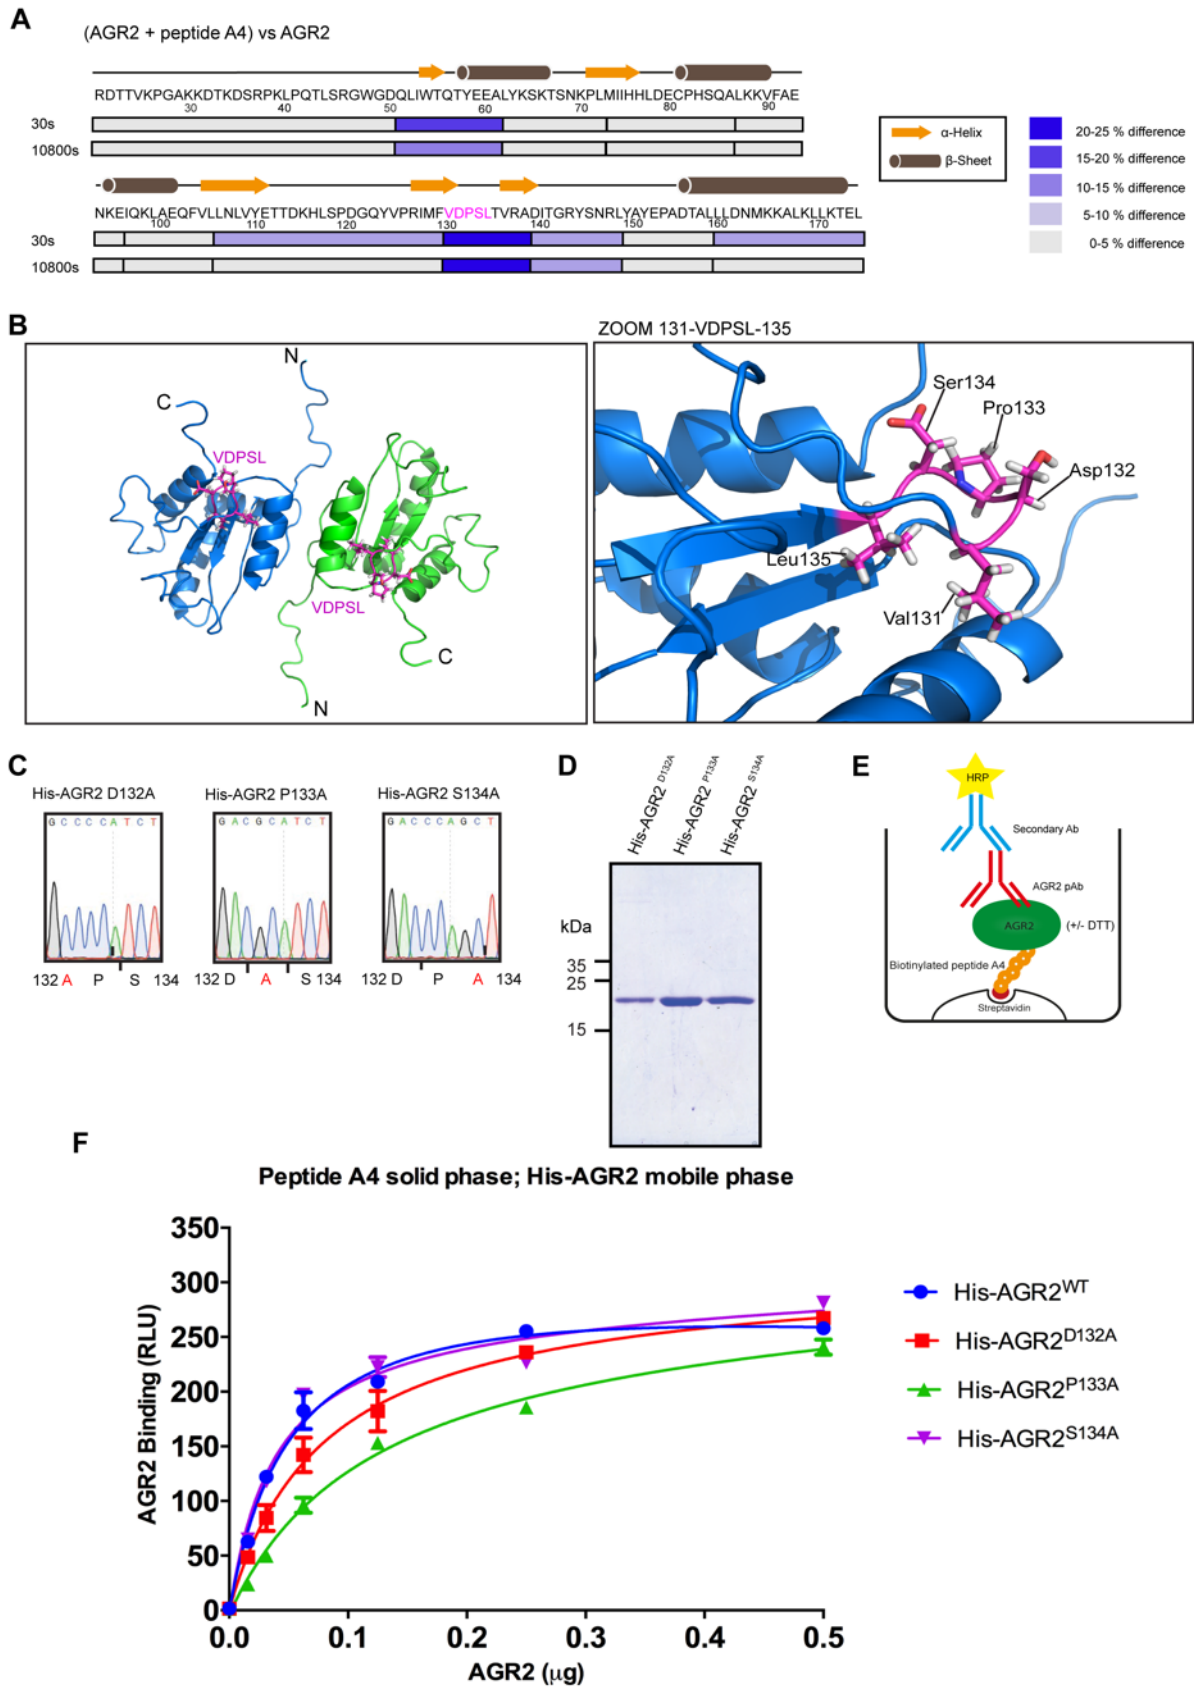 A
(AGR2 + peptide A4) vs AGR2
RDTTVKPGAKKDTKDSRPKLPQTLSRGWGDQLIWTQTYEEALYKSKTSNKPLMIIHHLDECPHSQALKKVFAE
30 40 50 60 70 80 90
30s
10800s
NKEIQKLAEQFVLLNLVYETTDKHLSPDGQYVPRIMFVDPSLTVRADITGRYSNRLYAYEPADTALLLDNMKKALKLLKTEL
100 110 120 130 140 150 160 170
30s
10800s
α-Helix
β-Sheet
20-25 % difference
15-20 % difference
10-15 % difference
5-10 % difference
0-5 % difference
B
N
C
VDPSL
VDPSL
C
N
ZOOM 131-VDPSL-135
Ser134
Pro133
Asp132
Leu135
Val131
C
His-AGR2 D132A
GCCCCATCT
132 A P S 134
His-AGR2 P133A
GACGCATCT
132 D A S 134
His-AGR2 S134A
GACCCAGCT
132 D P A 134
D
His-AGR2 D132A
His-AGR2 P133A
His-AGR2 S134A
kDa
35
25
15
E
HRP
Secondary Ab
AGR2 pAb
AGR2
(+/- DTT)
Biotinylated peptide A4
Streptavidin
F
Peptide A4 solid phase; His-AGR2 mobile phase
AGR2 Binding (RLU)
350
300
250
200
150
100
50
0
0.0 0.1 0.2 0.3 0.4 0.5
AGR2 (μg)
His-AGR2WT
His-AGR2D132A
His-AGR2P133A
His-AGR2S134A